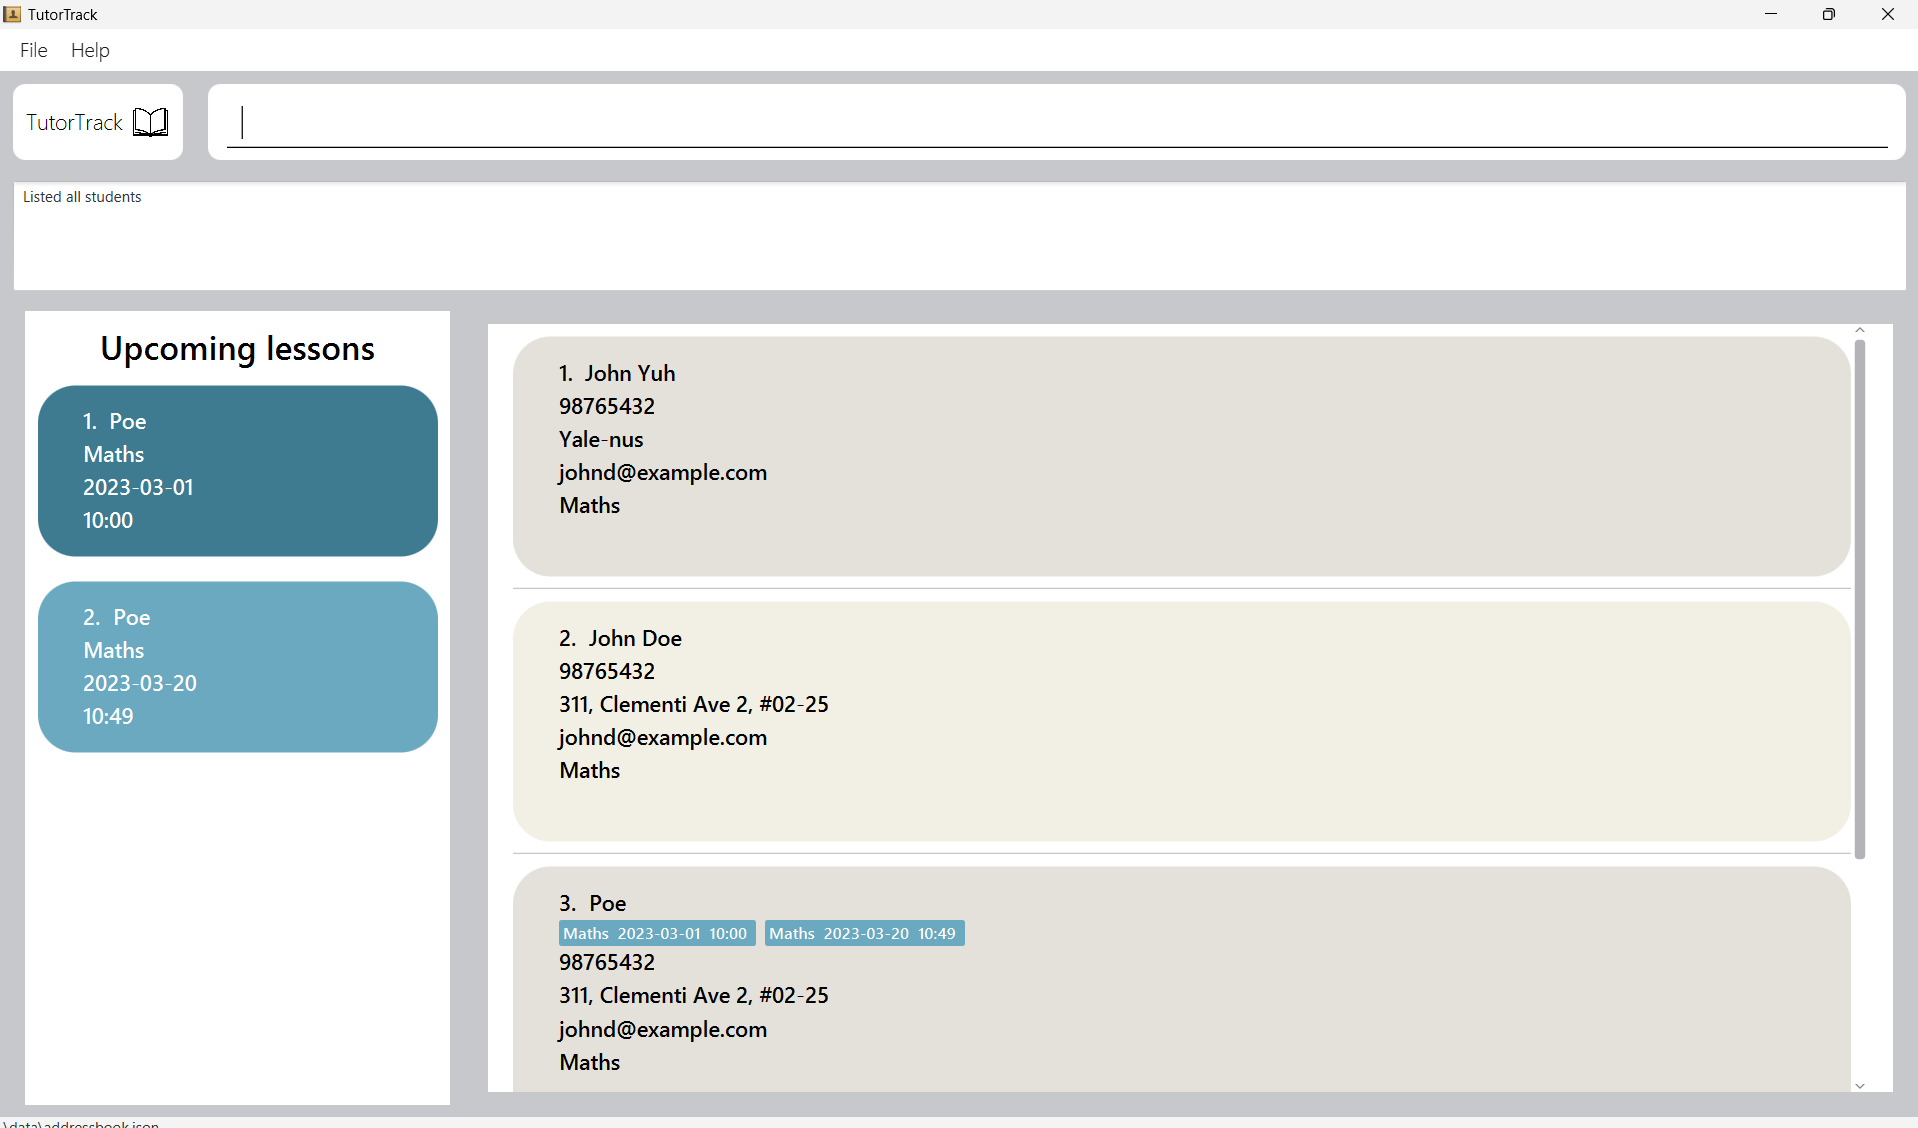 TutorTrack
File Help
TutorTrack
Listed all students
Upcoming lessons
1. Poe
Maths
2023-03-01
10:00
2. Poe
Maths
2023-03-20
10:49
1. John Yuh
98765432
Yale-nus
johnd@example.com
Maths
2. John Doe
98765432
311, Clementi Ave 2, #02-25
johnd@example.com
Maths
3. Poe
Maths 2023-03-01 10:00 Maths 2023-03-20 10:49
98765432
311, Clementi Ave 2, #02-25
johnd@example.com
Maths
\data\addressbook.json